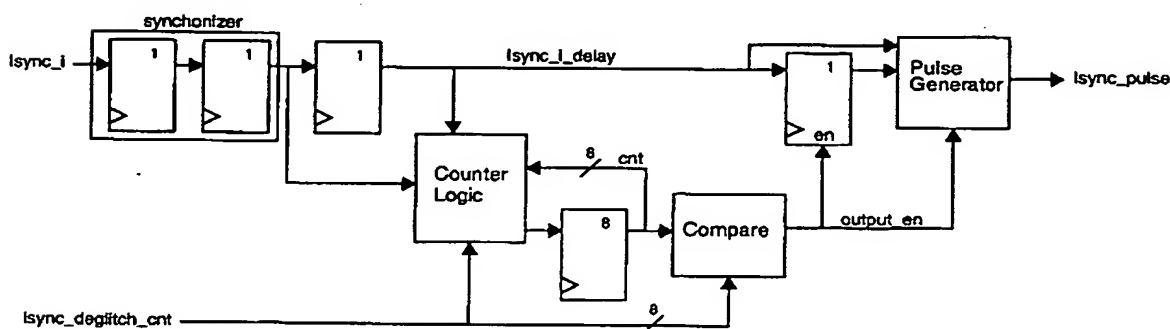 synchonizer
lsync_i
1
1
1
lsync_i_delay
1
en
Pulse
Generator
lsync_pulse
Counter
Logic
8
cnt
8
Compare
output_en
lsync_deglitch_cnt
8